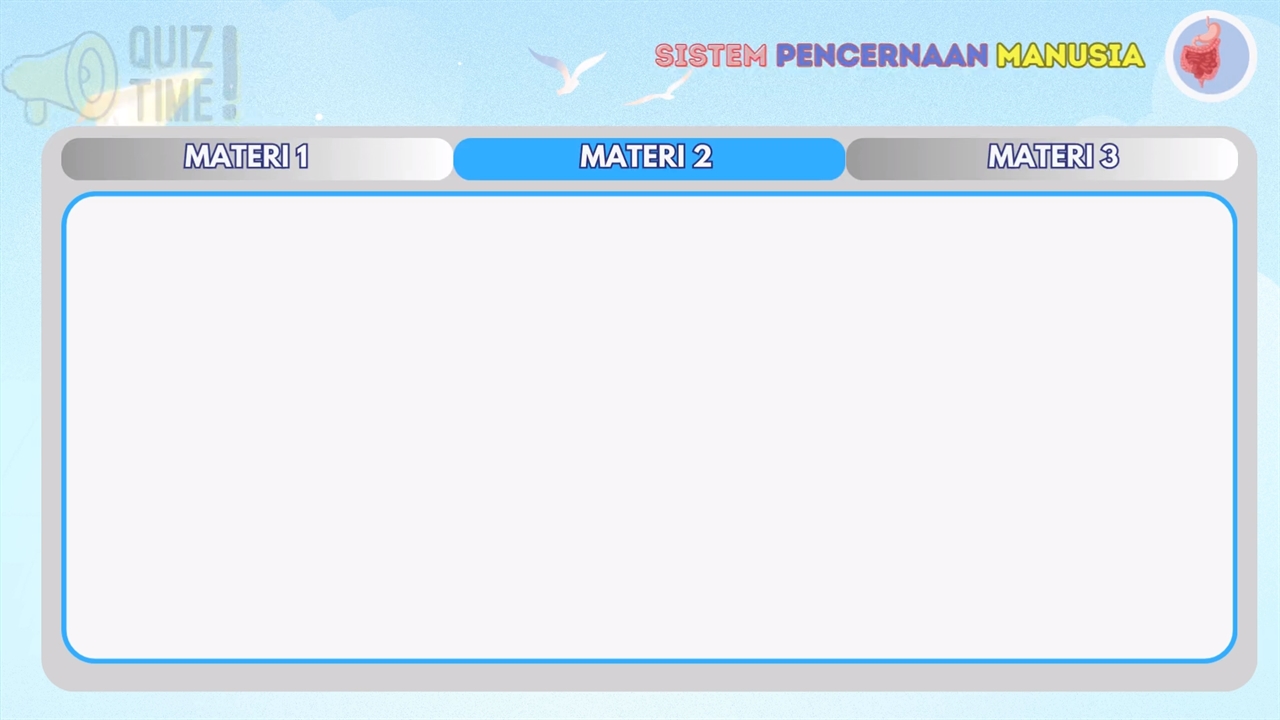 QUIZ
TIME!
SISTEM PENCERNAAN MANUSIA
MATERI 1
MATERI 2
MATERI 3